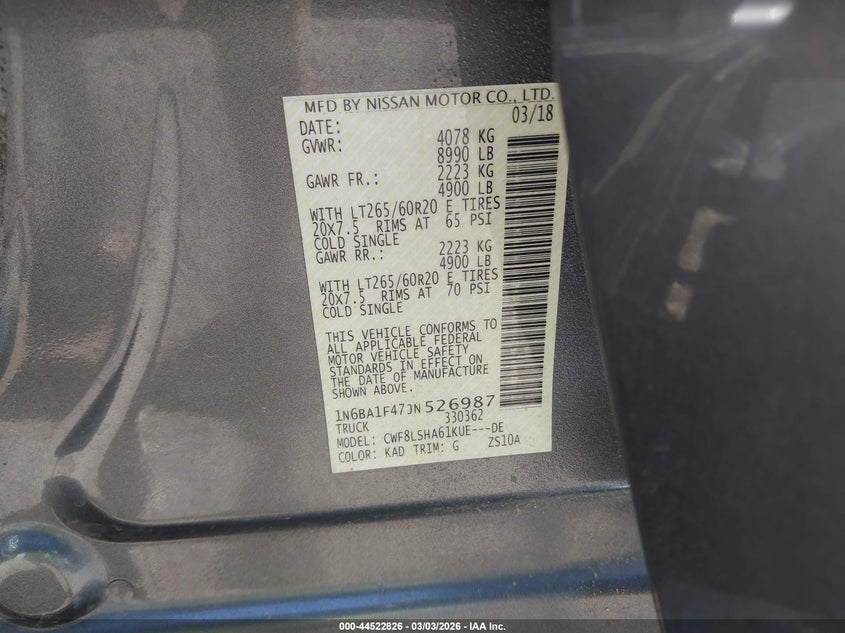 MFD BY NISSAN MOTOR CO., LTD.
DATE: 03/18
GVWR: 4078 KG
8990 LB
GAWR FR.: 2223 KG
4900 LB
WITH LT265/60R20 E TIRES
20X7.5 RIMS AT 65 PSI
COLD SINGLE
GAWR RR.: 2223 KG
4900 LB
WITH LT265/60R20 E TIRES
20X7.5 RIMS AT 70 PSI
COLD SINGLE
THIS VEHICLE CONFORMS TO
ALL APPLICABLE FEDERAL
MOTOR VEHICLE SAFETY
STANDARDS IN EFFECT ON
THE DATE OF MANUFACTURE
SHOWN ABOVE.
1N6BA1F47JN526987
TRUCK 330362
MODEL: CWF8LSHA61KUE---DE
COLOR: KAD TRIM: G ZS10A
000-44522826 - 03/03/2026 - IAA Inc.